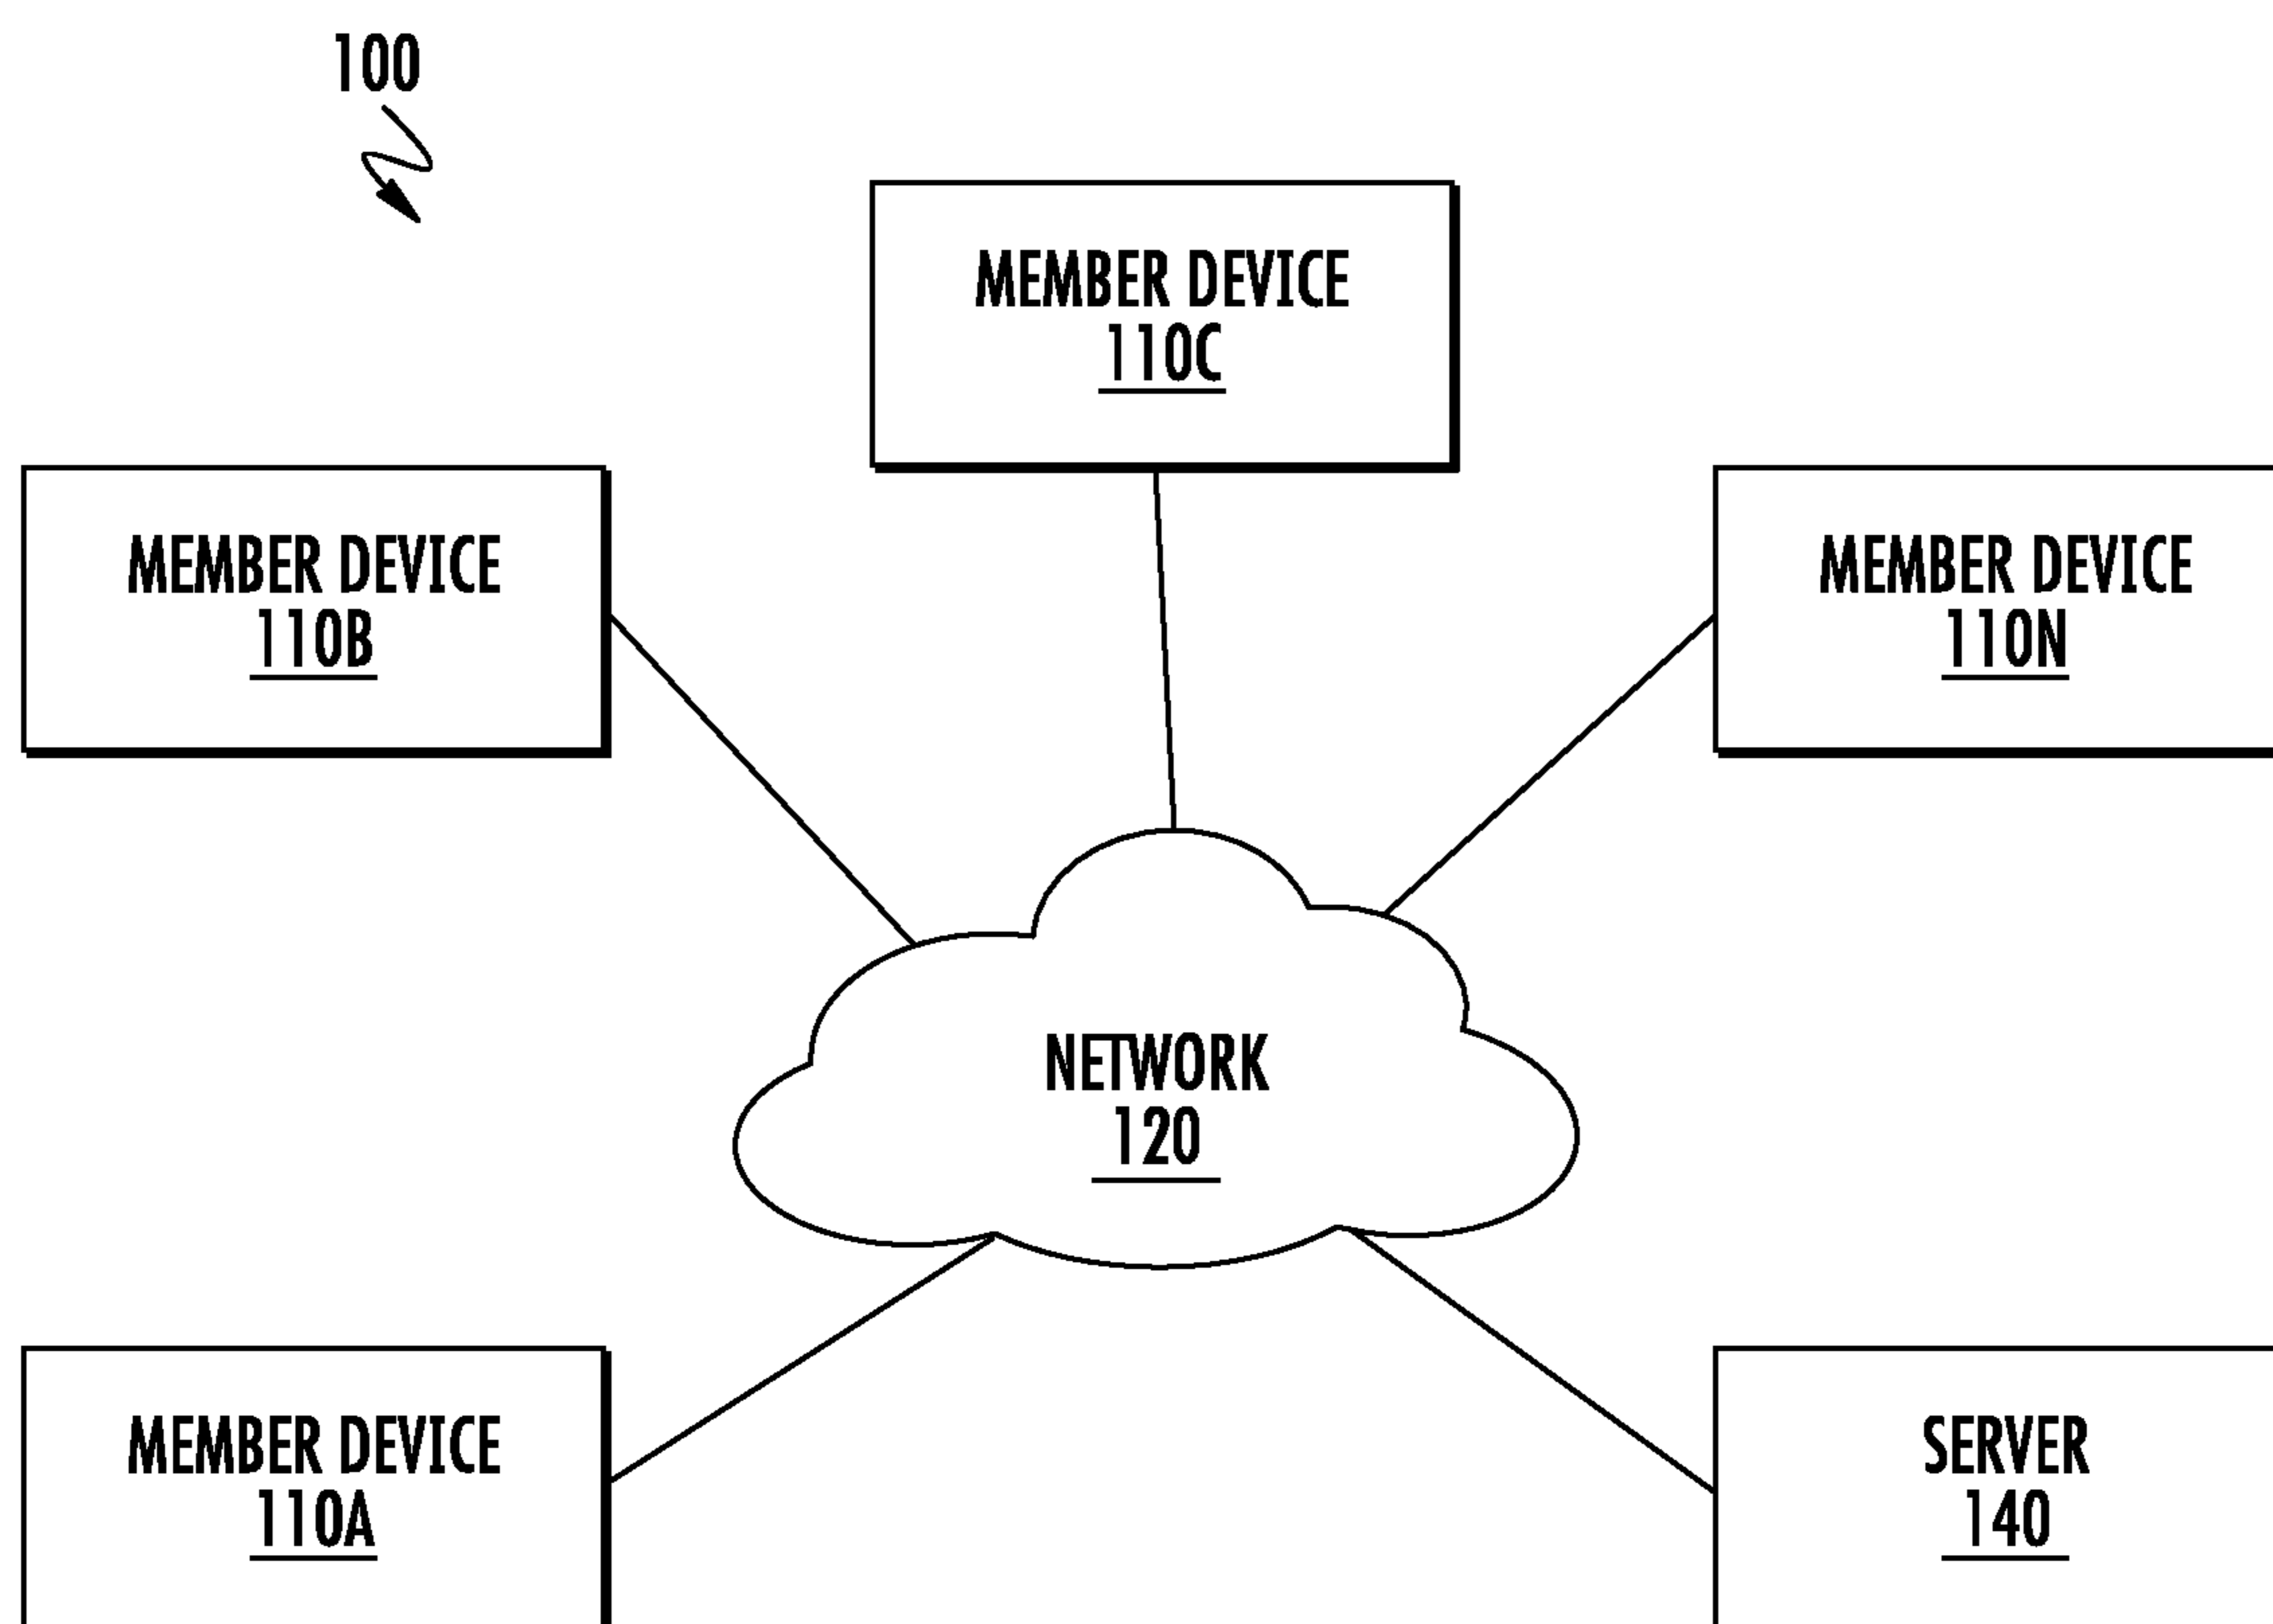 100
MEMBER DEVICE
110C
MEMBER DEVICE
110B
MEMBER DEVICE
110N
NETWORK
120
MEMBER DEVICE
110A
SERVER
140